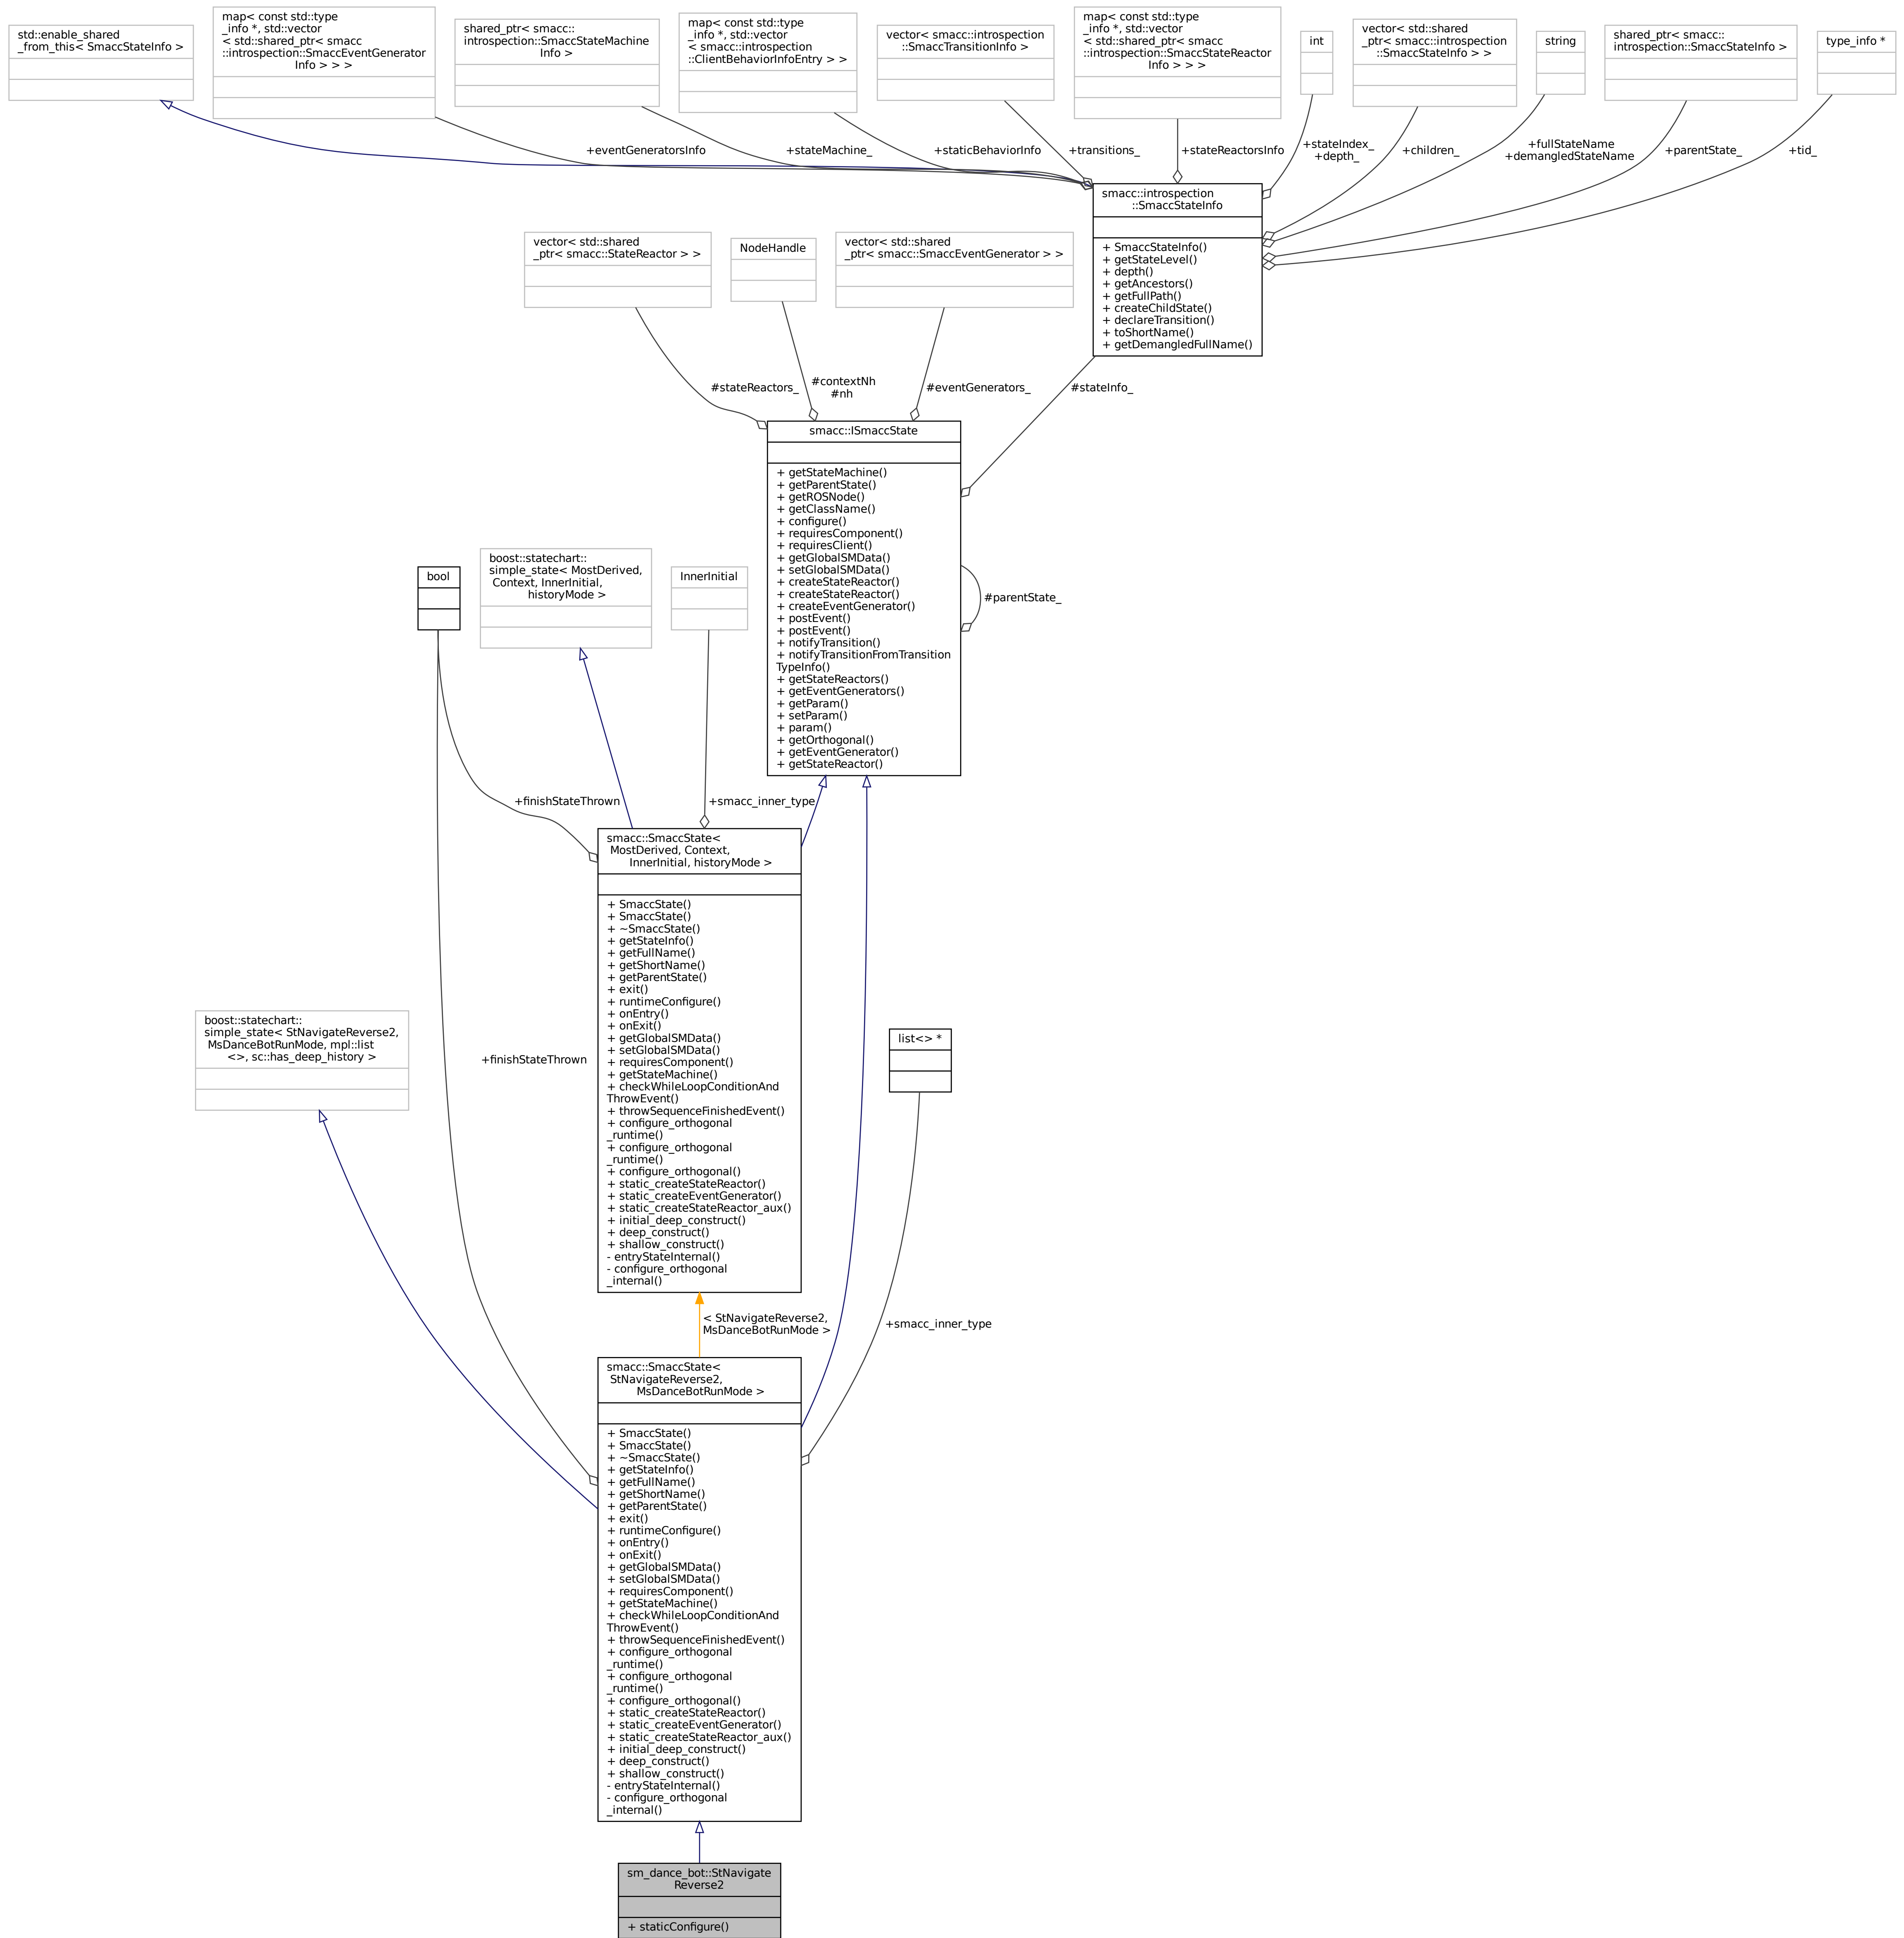 std::enable_shared
_from_this< SmaccStateInfo >
map< const std::type
_info *, std::vector
< std::shared_ptr< smacc
::introspection::SmaccEventGenerator
Info > > >
shared_ptr< smacc::
introspection::SmaccStateMachine
Info >
map< const std::type
_info *, std::vector
< smacc::introspection
::ClientBehaviorInfoEntry > >
vector< smacc::introspection
::SmaccTransitionInfo >
map< const std::type
_info *, std::vector
< std::shared_ptr< smacc
::introspection::SmaccStateReactor
Info > > >
int
vector< std::shared
_ptr< smacc::introspection
::SmaccStateInfo > >
string
shared_ptr< smacc::
introspection::SmaccStateInfo >
type_info *
+eventGeneratorsInfo
+stateMachine_
+staticBehaviorInfo
+transitions_
+stateReactorsInfo
+stateIndex_
+depth_
+children_
+fullStateName
+demangledStateName
+parentState_
+tid_
smacc::introspection
::SmaccStateInfo
+ SmaccStateInfo()
+ getStateLevel()
+ depth()
+ getAncestors()
+ getFullPath()
+ createChildState()
+ declareTransition()
+ toShortName()
+ getDemangledFullName()
vector< std::shared
_ptr< smacc::StateReactor > >
NodeHandle
vector< std::shared
_ptr< smacc::SmaccEventGenerator > >
#stateReactors_
#contextNh
#nh
#eventGenerators_
#stateInfo_
smacc::ISmaccState
+ getStateMachine()
+ getParentState()
+ getROSNode()
+ getClassName()
+ configure()
+ requiresComponent()
+ requiresClient()
+ getGlobalSMData()
+ setGlobalSMData()
+ createStateReactor()
+ createStateReactor()
+ createEventGenerator()
+ postEvent()
+ postEvent()
+ notifyTransition()
+ notifyTransitionFromTransition
TypeInfo()
+ getStateReactors()
+ getEventGenerators()
+ getParam()
+ setParam()
+ param()
+ getOrthogonal()
+ getEventGenerator()
+ getStateReactor()
#parentState_
bool
boost::statechart::
simple_state< MostDerived,
Context, InnerInitial,
historyMode >
InnerInitial
+finishStateThrown
+smacc_inner_type
smacc::SmaccState<
MostDerived, Context,
InnerInitial, historyMode >
+ SmaccState()
+ SmaccState()
+ ~SmaccState()
+ getStateInfo()
+ getFullName()
+ getShortName()
+ getParentState()
+ exit()
+ runtimeConfigure()
+ onEntry()
+ onExit()
+ getGlobalSMData()
+ setGlobalSMData()
+ requiresComponent()
+ getStateMachine()
+ checkWhileLoopConditionAnd
ThrowEvent()
+ throwSequenceFinishedEvent()
+ configure_orthogonal
_runtime()
+ configure_orthogonal
_runtime()
+ configure_orthogonal()
+ static_createStateReactor()
+ static_createEventGenerator()
+ static_createStateReactor_aux()
+ initial_deep_construct()
+ deep_construct()
+ shallow_construct()
- entryStateInternal()
- configure_orthogonal
_internal()
boost::statechart::
simple_state< StNavigateReverse2,
MsDanceBotRunMode, mpl::list
<>, sc::has_deep_history >
+finishStateThrown
list<> *
< StNavigateReverse2,
MsDanceBotRunMode >
+smacc_inner_type
smacc::SmaccState<
StNavigateReverse2,
MsDanceBotRunMode >
+ SmaccState()
+ SmaccState()
+ ~SmaccState()
+ getStateInfo()
+ getFullName()
+ getShortName()
+ getParentState()
+ exit()
+ runtimeConfigure()
+ onEntry()
+ onExit()
+ getGlobalSMData()
+ setGlobalSMData()
+ requiresComponent()
+ getStateMachine()
+ checkWhileLoopConditionAnd
ThrowEvent()
+ throwSequenceFinishedEvent()
+ configure_orthogonal
_runtime()
+ configure_orthogonal
_runtime()
+ configure_orthogonal()
+ static_createStateReactor()
+ static_createEventGenerator()
+ static_createStateReactor_aux()
+ initial_deep_construct()
+ deep_construct()
+ shallow_construct()
- entryStateInternal()
- configure_orthogonal
_internal()
sm_dance_bot::StNavigate
Reverse2
+ staticConfigure()